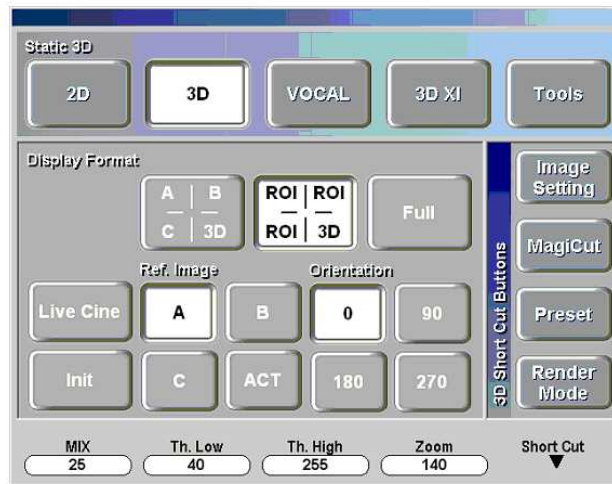 Static 3D
2D
3D
VOCAL
3D XI
Tools
Display Format
A | B
C | 3D
ROI | ROI
ROI | 3D
Full
Ref. Image
Orientation
Live Cine
A
B
0
90
Init
C
ACT
180
270
3D Short Cut Buttons
Image
Setting
MagiCut
Preset
Render
Mode
MIX
25
Th. Low
40
Th. High
255
Zoom
140
Short Cut